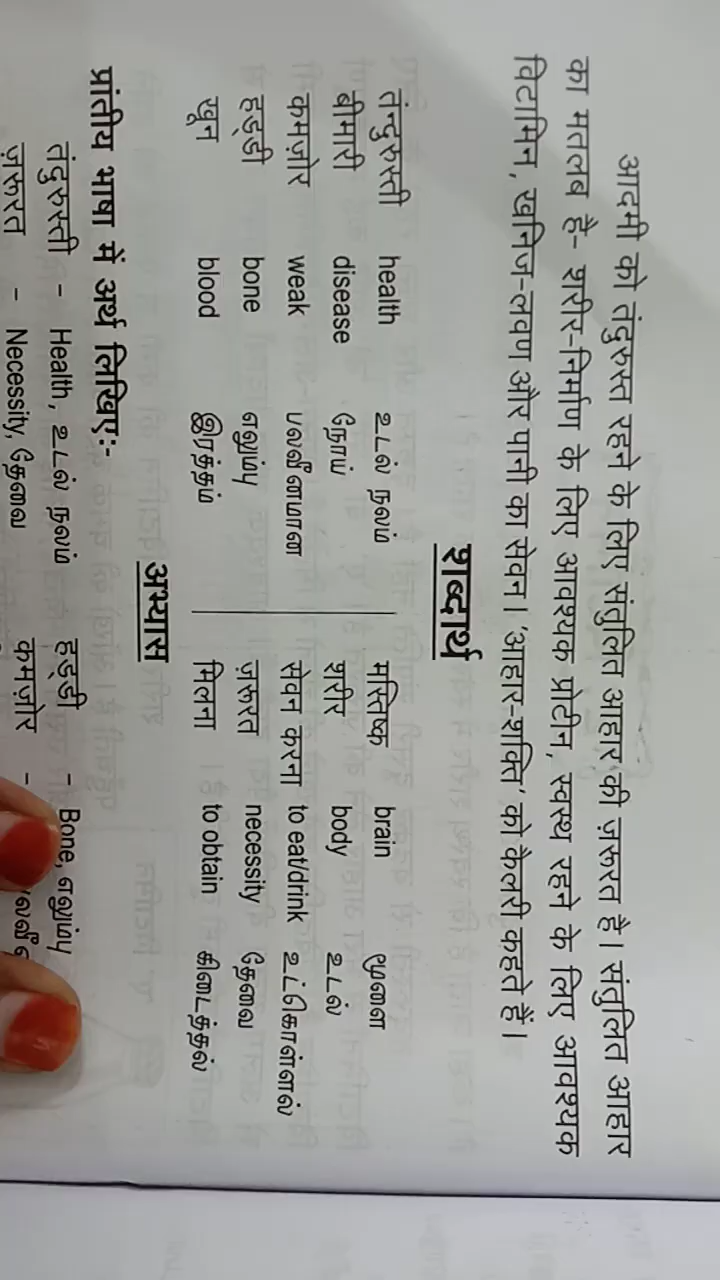 आदमी को तंदुरुस्त रहने के लिए संतुलित आहार की ज़रूरत है। संतुलित आहार
का मतलब है- शरीर-निर्माण के लिए आवश्यक प्रोटीन, स्वस्थ रहने के लिए आवश्यक
विटामिन, खनिज-लवण और पानी का सेवन। 'आहार-शक्ति' को कैलरी कहते हैं।
शब्दार्थ
तंन्दुरुस्ती health உடல் நலம் मस्तिष्क brain மூளை
बीमारी disease நோய் शरीर body உடல்
कमज़ोर weak பலவீனமான सेवन करना to eat/drink உட்கொள்ளல்
हड्डी bone எலும்பு ज़रूरत necessity தேவை
खून blood இரத்தம் मिलना to obtain கிடைத்தல்
अभ्यास
प्रांतीय भाषा में अर्थ लिखिए:-
तंदुरुस्ती - Health, உடல் நலம் हड्डी - Bone, எலும்பு
ज़रूरत - Necessity, தேவை कमज़ोर -